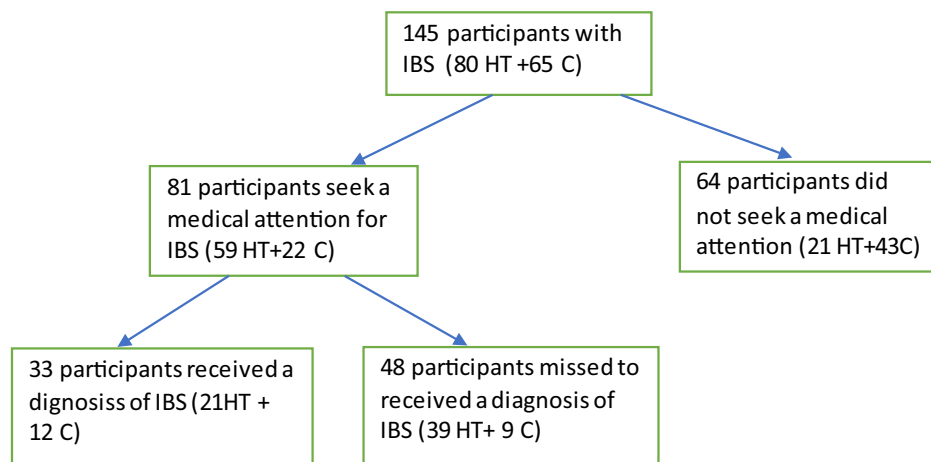 145 participants with
IBS (80 HT +65 C)
81 participants seek a
medical attention for
IBS (59 HT+22 C)
64 participants did
not seek a medical
attention (21 HT+43C)
33 participants received a
dignosiss of IBS (21HT +
12 C)
48 participants missed to
received a diagnosis of
IBS (39 HT+ 9 C)